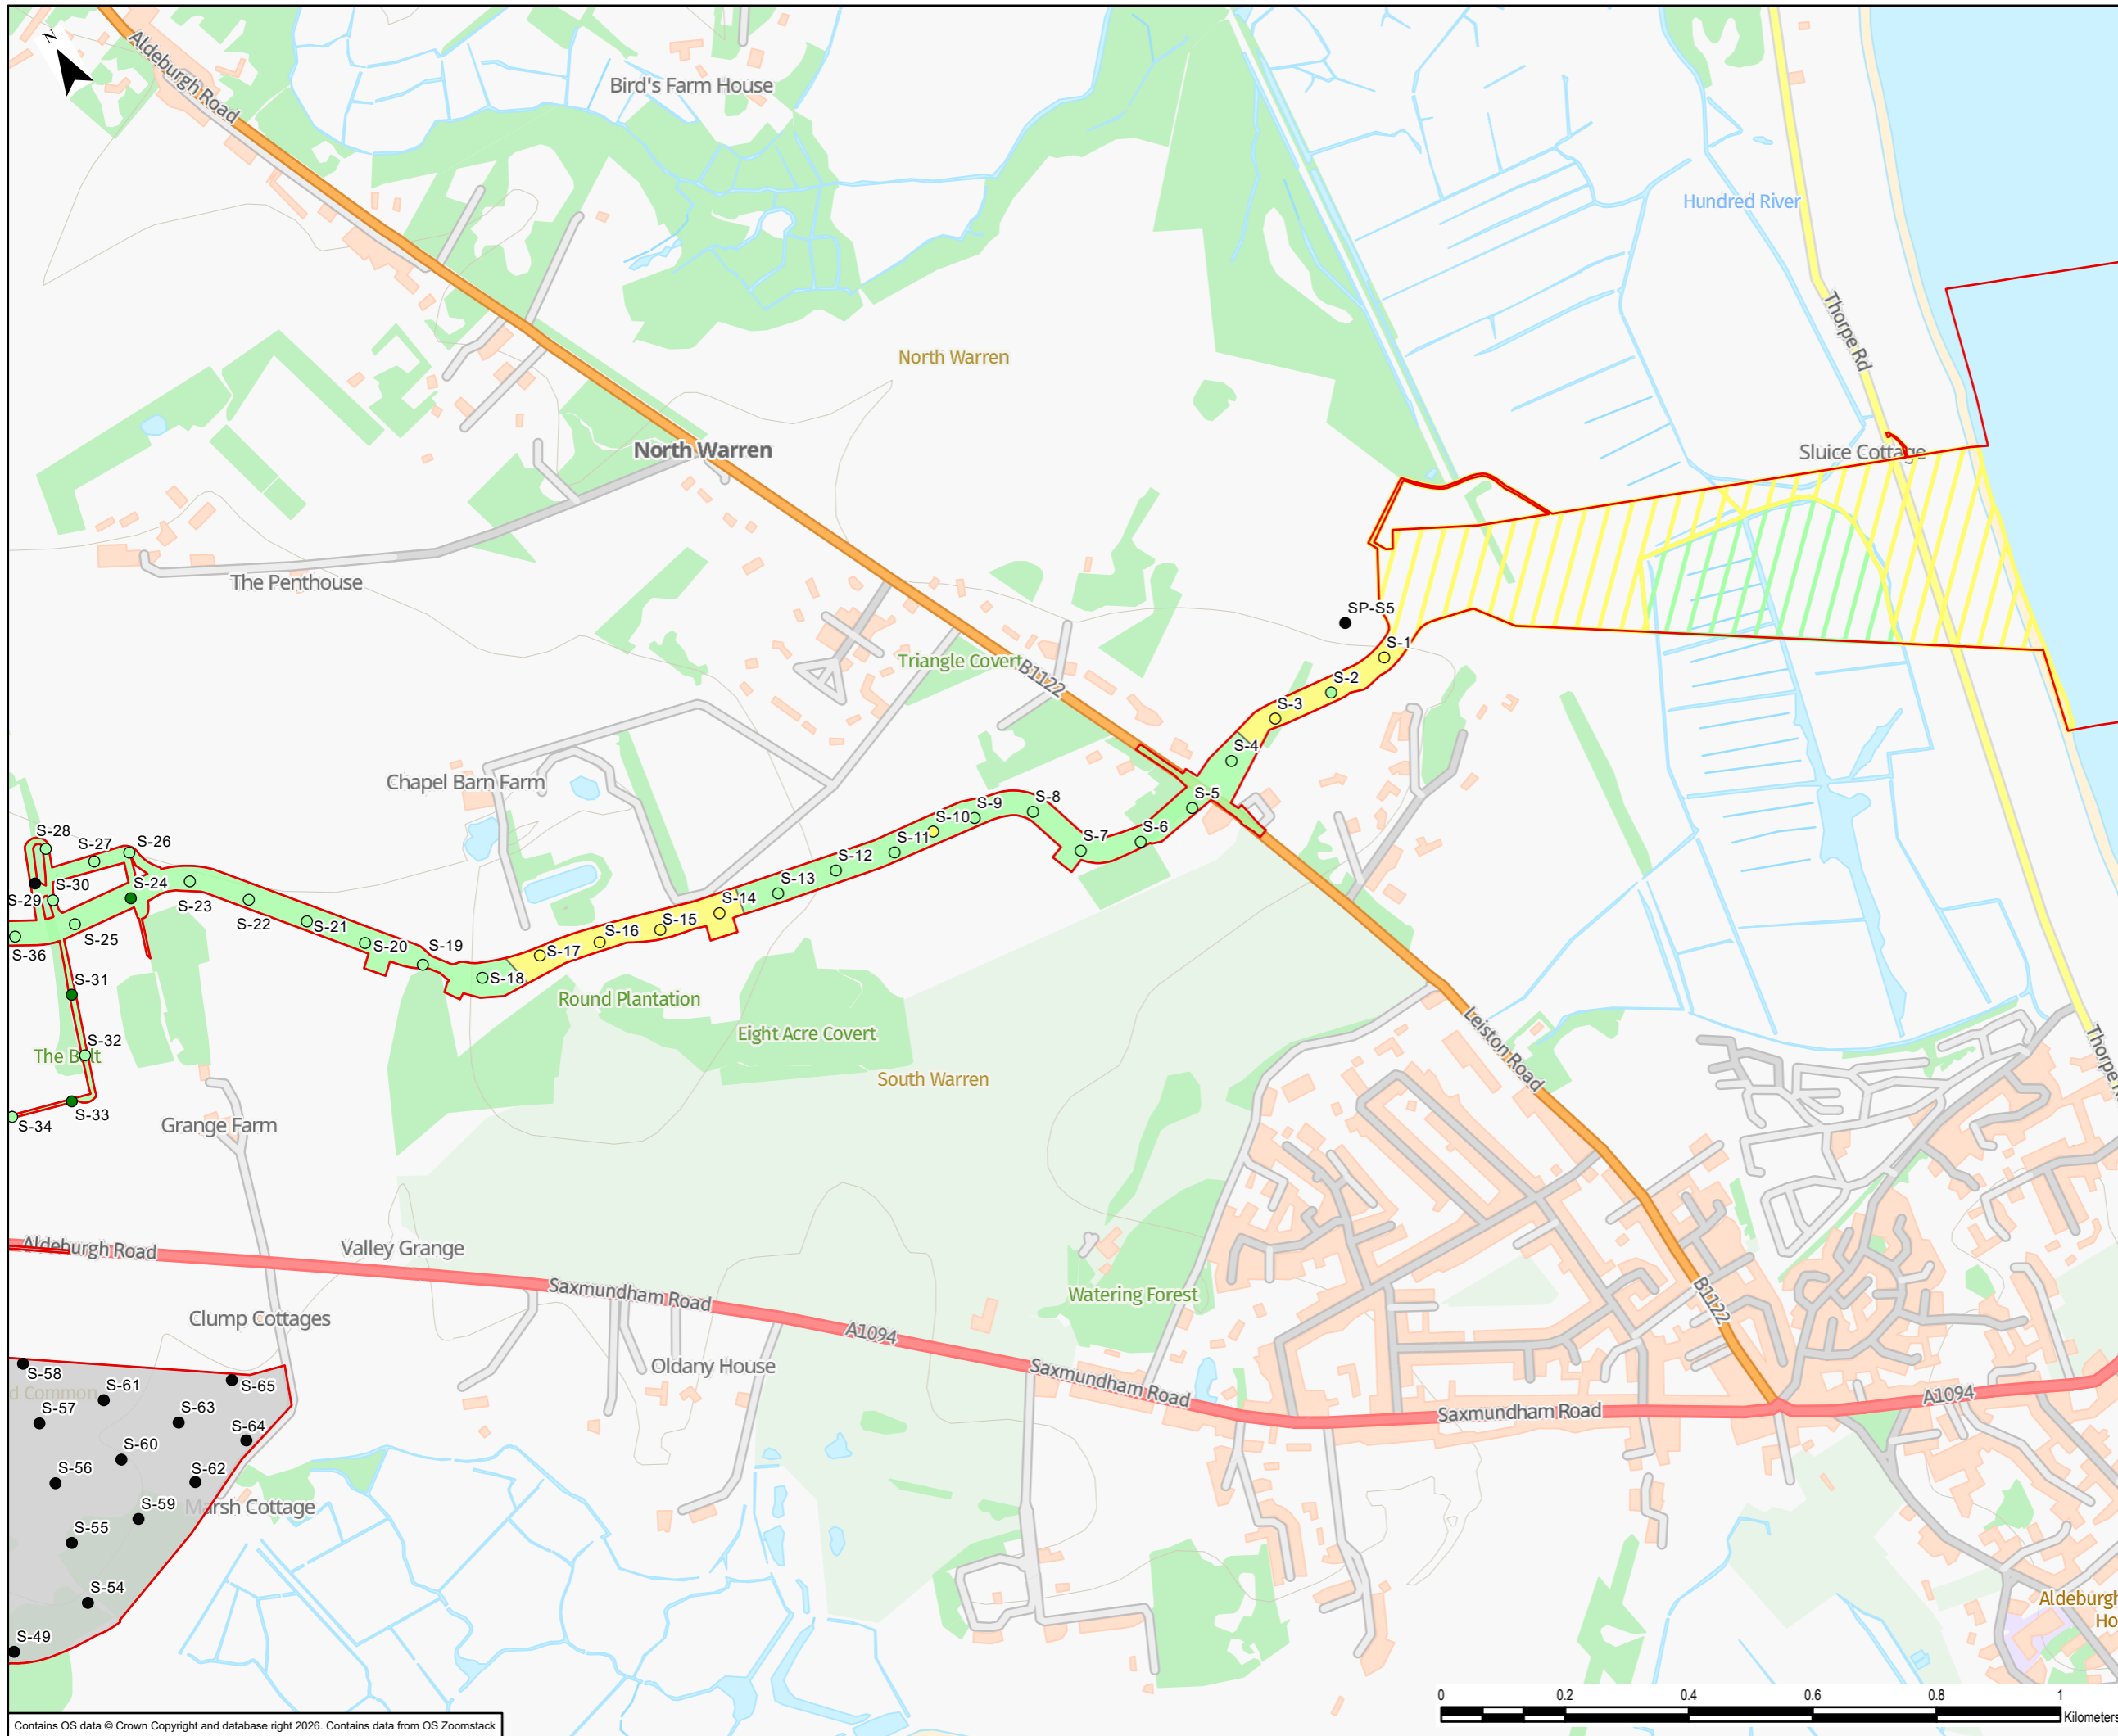 N
Aldeburgh Road
Bird's Farm House
Hundred River
Thorpe Rd
North Warren
North Warren
Sluice Cottage
The Penthouse
SP-S5
S-1
Triangle Covert
B1122
S-2
S-3
S-4
Chapel Barn Farm
S-5
S-8
S-9
S-10
S-6
S-7
S-11
S-12
S-13
S-14
S-15
S-16
S-17
S-18
S-19
S-20
S-21
S-22
S-23
S-24
S-25
S-26
S-27
S-28
S-29
S-30
S-36
S-31
S-32
S-33
S-34
Round Plantation
Eight Acre Covert
South Warren
The Belt
Grange Farm
Leiston Road
Thorpe
Aldeburgh Road
Valley Grange
Saxmundham Road
A1094
Watering Forest
B1122
Clump Cottages
Oldany House
Saxmundham Road
Saxmundham Road
A1094
S-58
d Common
S-61
S-65
S-57
S-63
S-64
S-60
S-56
S-62
S-59
Marsh Cottage
S-55
S-54
S-49
Aldeburgh
Ho
0 0.2 0.4 0.6 0.8 1
Kilometers
Contains OS data © Crown Copyright and database right 2026. Contains data from OS Zoomstack